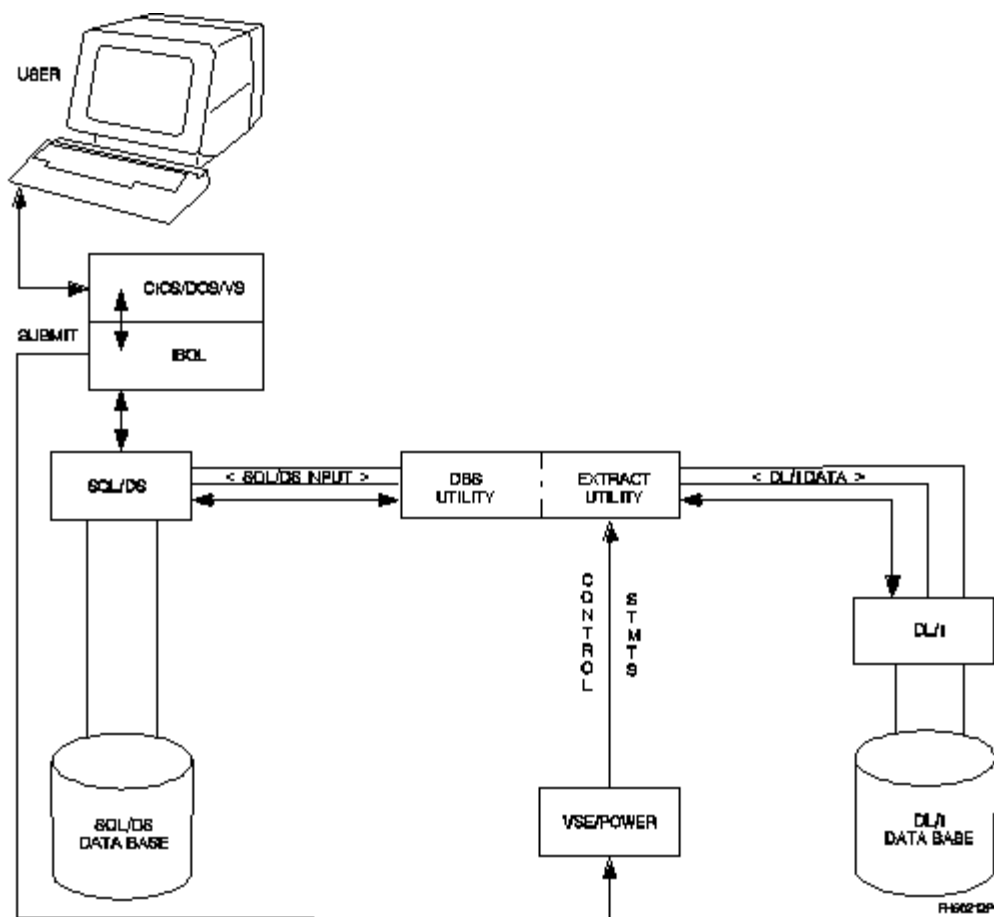 USER
CICS/DOS/VS
SUBMIT
ISQL
SQL/DS
< SQL/DS INPUT >
DBS
UTILITY
EXTRACT
UTILITY
< DL/I DATA >
CONTROL
STMTS
DL/I
SQL/DS
DATA BASE
VSE/POWER
DL/I
DATA BASE